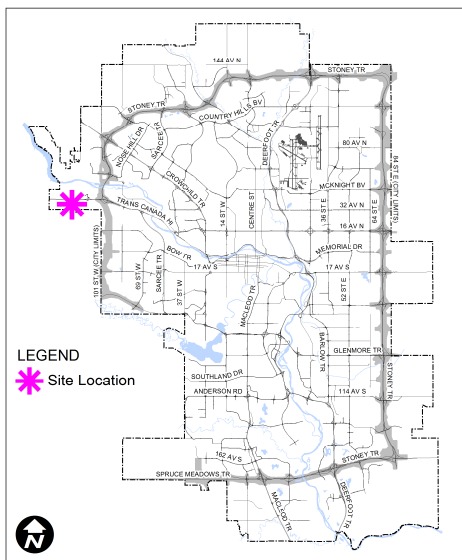 144 AV N
STONEY TR
STONEY TR
COUNTRY HILLS BV
NOSE HILL DR
SARCEE TR
DEERFOOT TR
80 AV N
CROWCHILD TR
MCKNIGHT BV
84 ST E (CITY LIMITS)
TRANS CANADA HI
14 ST W
CENTRE ST
36 ST E
32 AV N
64 ST E
16 AV N
BOW TR
MEMORIAL DR
17 AV S
17 AV S
101 ST W (CITY LIMITS)
69 ST W
SARCEE TR
37 ST W
MACLEOD TR
52 ST E
BARLOW TR
GLENMORE TR
LEGEND
Site Location
SOUTHLAND DR
ANDERSON RD
114 AV S
STONEY TR
162 AV S
STONEY TR
SPRUCE MEADOWS TR
MACLEOD TR
DEERFOOT TR
N